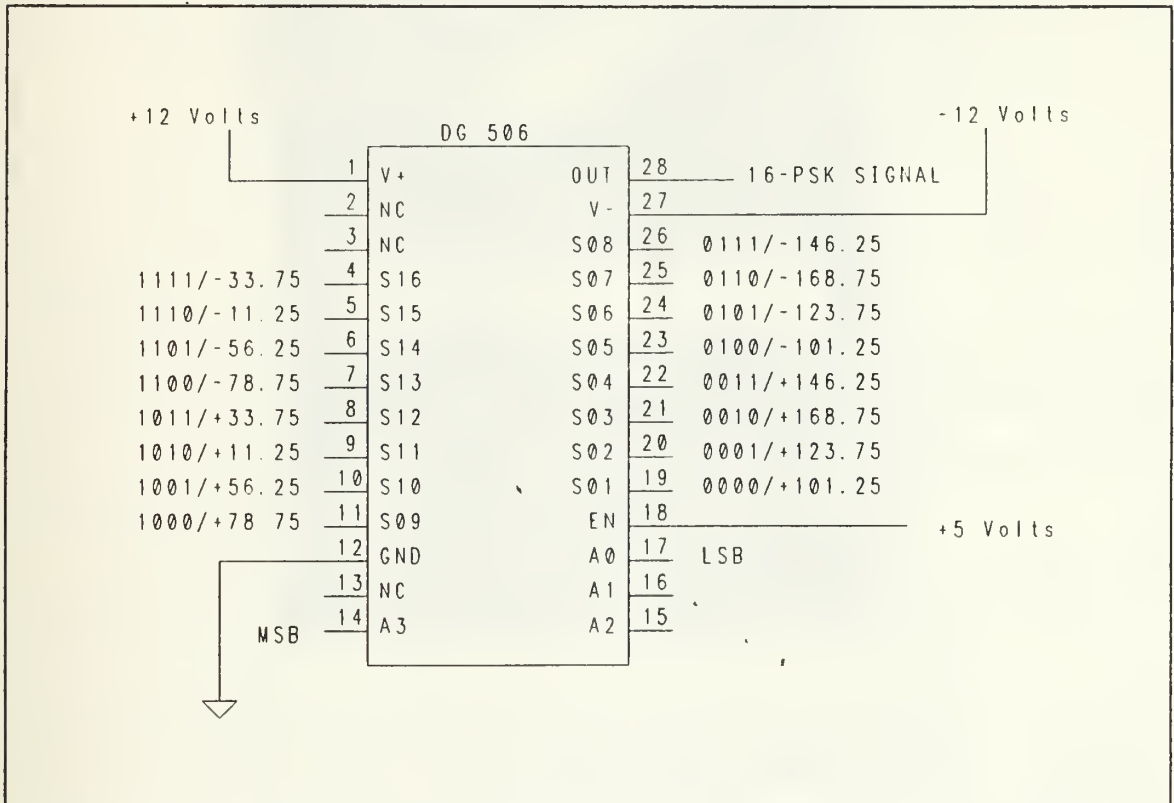 +12 Volts
-12 Volts
DG 506
1 V+ OUT 28 16-PSK SIGNAL
2 NC V- 27
3 NC S08 26 0111/-146.25
1111/-33.75 4 S16 S07 25 0110/-168.75
1110/-11.25 5 S15 S06 24 0101/-123.75
1101/-56.25 6 S14 S05 23 0100/-101.25
1100/-78.75 7 S13 S04 22 0011/+146.25
1011/+33.75 8 S12 S03 21 0010/+168.75
1010/+11.25 9 S11 S02 20 0001/+123.75
1001/+56.25 10 S10 S01 19 0000/+101.25
1000/+78 75 11 S09 EN 18 +5 Volts
12 GND A0 17 LSB
13 NC A1 16
MSB 14 A3 A2 15